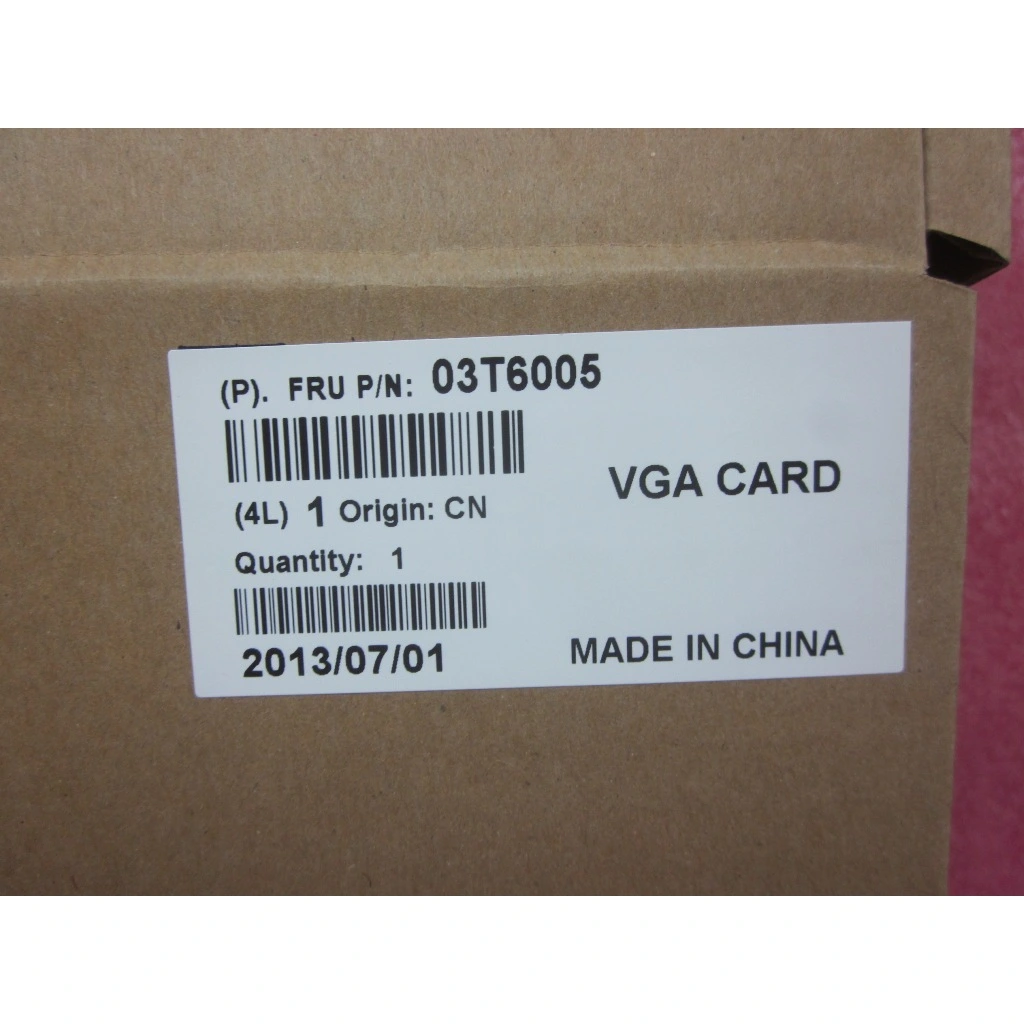 (P). FRU P/N: 03T6005
VGA CARD
(4L) 1 Origin: CN
Quantity: 1
2013/07/01
MADE IN CHINA